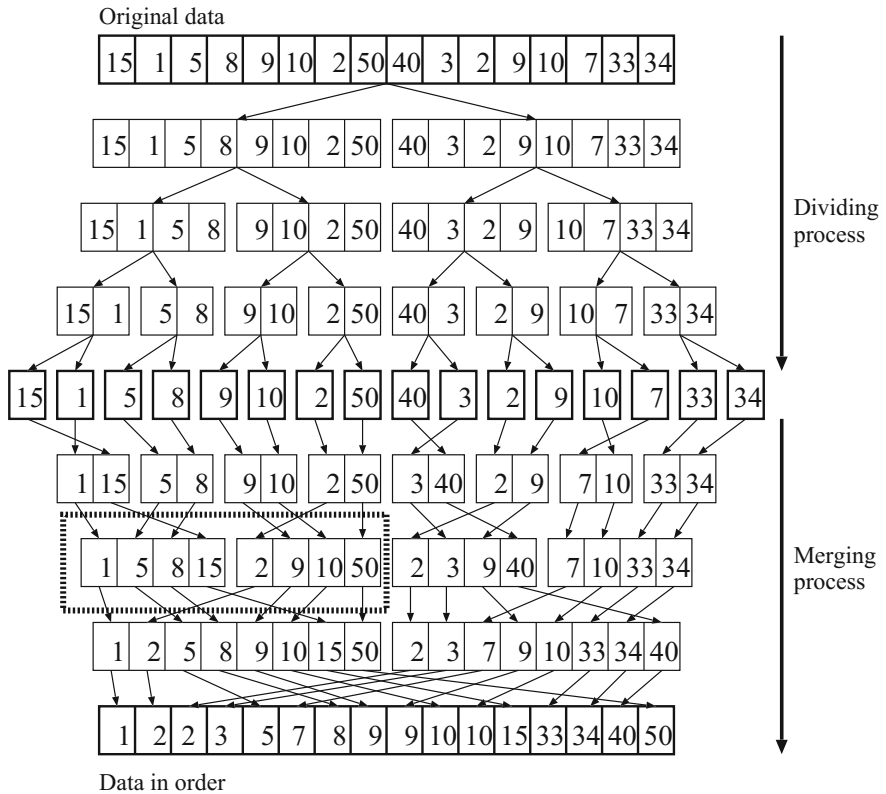 Original data
15 1 5 8 9 10 2 50 40 3 2 9 10 7 33 34
15 1 5 8 9 10 2 50 40 3 2 9 10 7 33 34
15 1 5 8 9 10 2 50 40 3 2 9 10 7 33 34
Dividing
process
15 1 5 8 9 10 2 50 40 3 2 9 10 7 33 34
15 1 5 8 9 10 2 50 40 3 2 9 10 7 33 34
1 15 5 8 9 10 2 50 3 40 2 9 7 10 33 34
1 5 8 15 2 9 10 50 2 3 9 40 7 10 33 34
Merging
process
1 2 5 8 9 10 15 50 2 3 7 9 10 33 34 40
1 2 2 3 5 7 8 9 9 10 10 15 33 34 40 50
Data in order